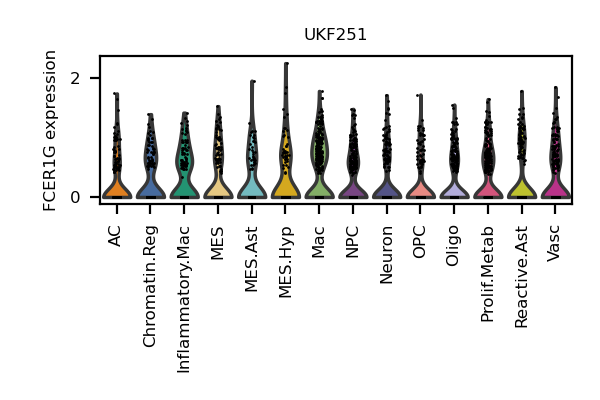 UKF251
FCER1G expression
2
0
AC
Chromatin.Reg
Inflammatory.Mac
MES
MES.Ast
MES.Hyp
Mac
NPC
Neuron
OPC
Oligo
Prolif.Metab
Reactive.Ast
Vasc